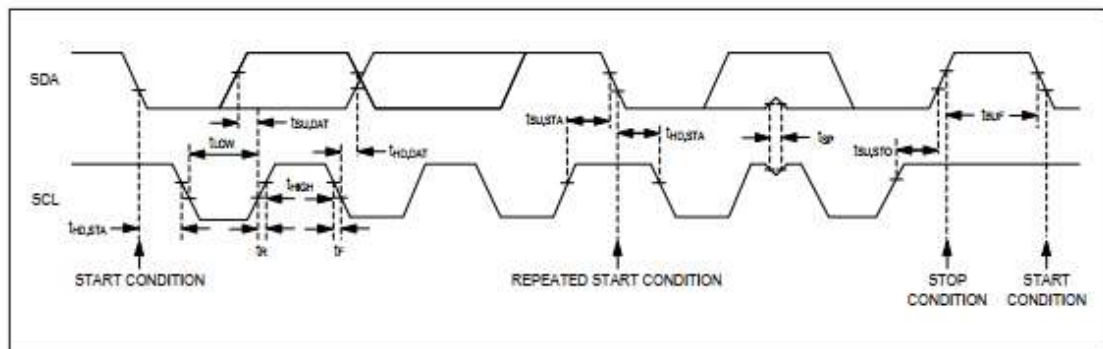 SDA
tSU,STA
tHD,STA
tSP
tBUF
tSU,DAT
tLOW
tHD,DAT
tSU,STO
SCL
tHIGH
tHD,STA
tR
tF
START CONDITION
REPEATED START CONDITION
STOP
CONDITION
START
CONDITION